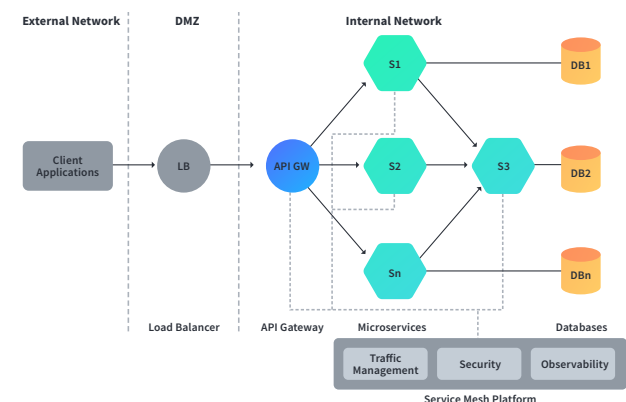 External Network
DMZ
Internal Network
S1
DB1
Client
Applications
LB
API GW
S2
S3
DB2
Sn
DBn
Load Balancer
API Gateway
Microservices
Databases
Traffic
Management
Security
Observability
Service Mesh Platform